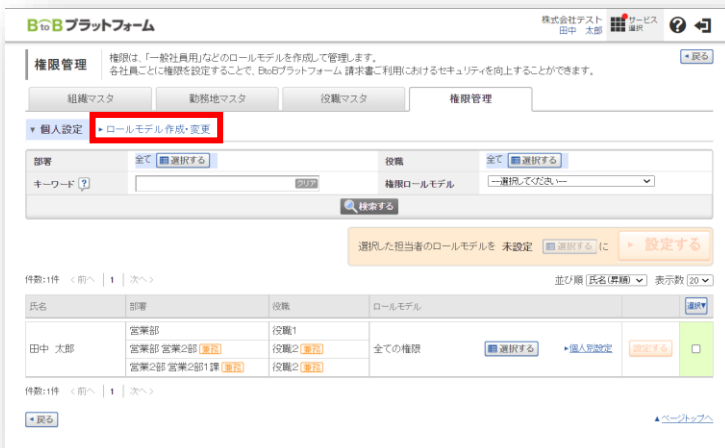 BtoBプラットフォーム
株式会社テスト
田中 太郎
サービス選択
権限管理
権限は、「一般社員用」などのロールモデルを作成して管理します。
各社員ごとに権限を設定することで、BtoBプラットフォーム 請求書ご利用におけるセキュリティを向上することができます。
戻る
組織マスタ 勤務地マスタ 役職マスタ 権限管理
▼ 個人設定 ▸ロールモデル作成・変更
部署 全て 選択する 役職 全て 選択する
キーワード ? クリア 権限ロールモデル ―選択してください―
検索する
選択した担当者のロールモデルを 未設定 選択する に ▸ 設定する
件数:1件 <前へ | 1 | 次へ> 並び順 氏名(昇順) 表示数 20
氏名 部署 役職 ロールモデル 選択▼
営業部 役職1
田中 太郎 営業部 営業2部 兼務 役職2 兼務 全ての権限 選択する ▸個人別設定 設定する
営業2部 営業2部1課 兼務 役職2 兼務
件数:1件 <前へ | 1 | 次へ>
戻る ▲ページトップへ